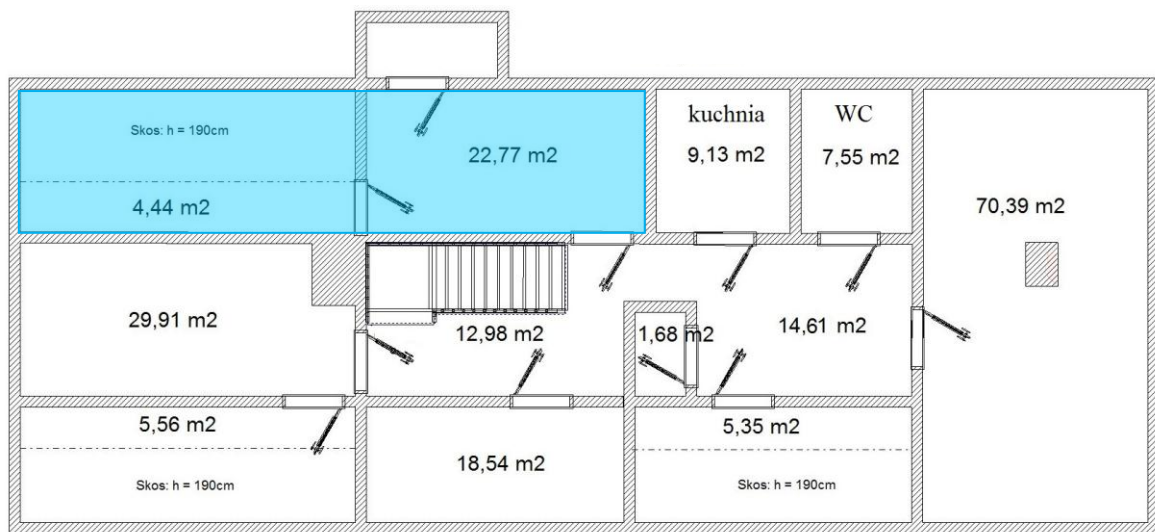 Skos: h = 190cm
4,44 m2
22,77 m2
kuchnia
9,13 m2
WC
7,55 m2
70,39 m2
29,91 m2
12,98 m2
1,68 m2
14,61 m2
5,56 m2
Skos: h = 190cm
18,54 m2
5,35 m2
Skos: h = 190cm